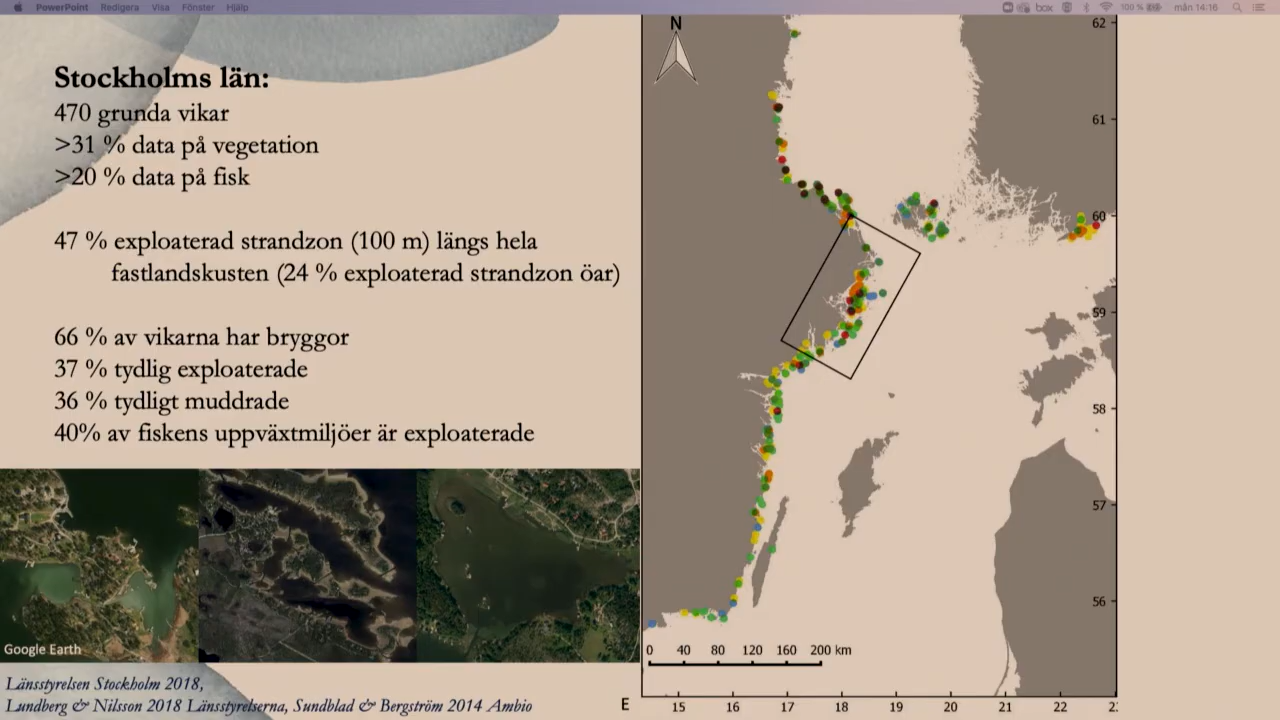 PowerPoint Redigera Visa Fönster Hjälp
box 100 % mån 14:16
Stockholms län:
470 grunda vikar
>31 % data på vegetation
>20 % data på fisk
47 % exploaterad strandzon (100 m) längs hela
fastlandskusten (24 % exploaterad strandzon öar)
66 % av vikarna har bryggor
37 % tydlig exploaterade
36 % tydligt muddrade
40% av fiskens uppväxtmiljöer är exploaterade
Google Earth
Länsstyrelsen Stockholm 2018,
Lundberg & Nilsson 2018 Länsstyrelserna, Sundblad & Bergström 2014 Ambio
N
62
61
60
59
58
57
56
0 40 80 120 160 200 km
E 15 16 17 18 19 20 21 22